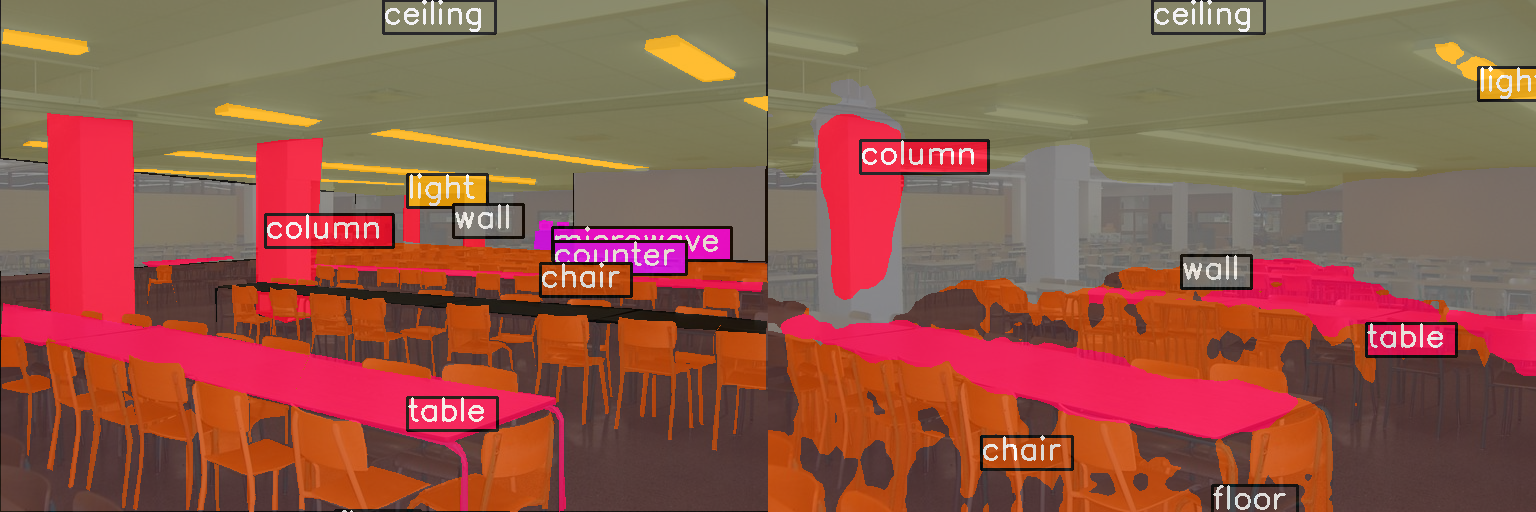 ceiling
light
wall
column
microwave
counter
chair
table
ceiling
light
column
wall
table
chair
floor